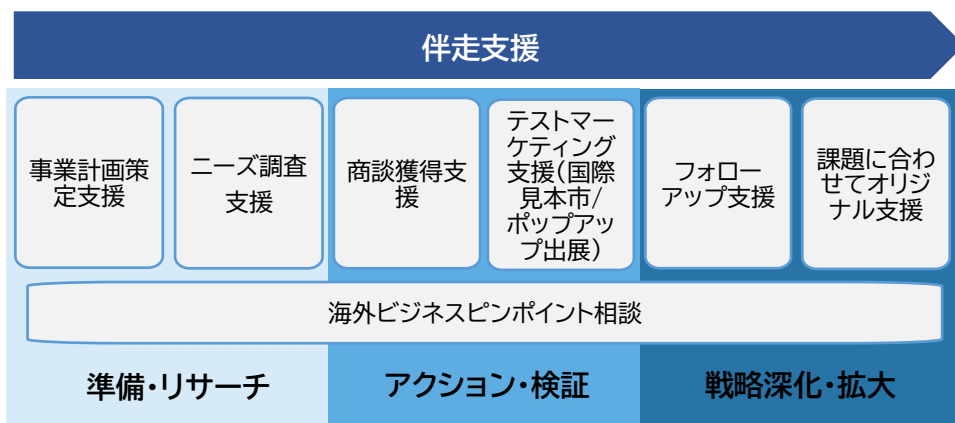 伴走支援
事業計画策
定支援
ニーズ調査
支援
商談獲得支
援
テストマー
ケティング
支援(国際
見本市/
ポップアッ
プ出展)
フォロー
アップ支援
課題に合わ
せてオリジ
ナル支援
海外ビジネスピンポイント相談
準備・リサーチ
アクション・検証
戦略深化・拡大